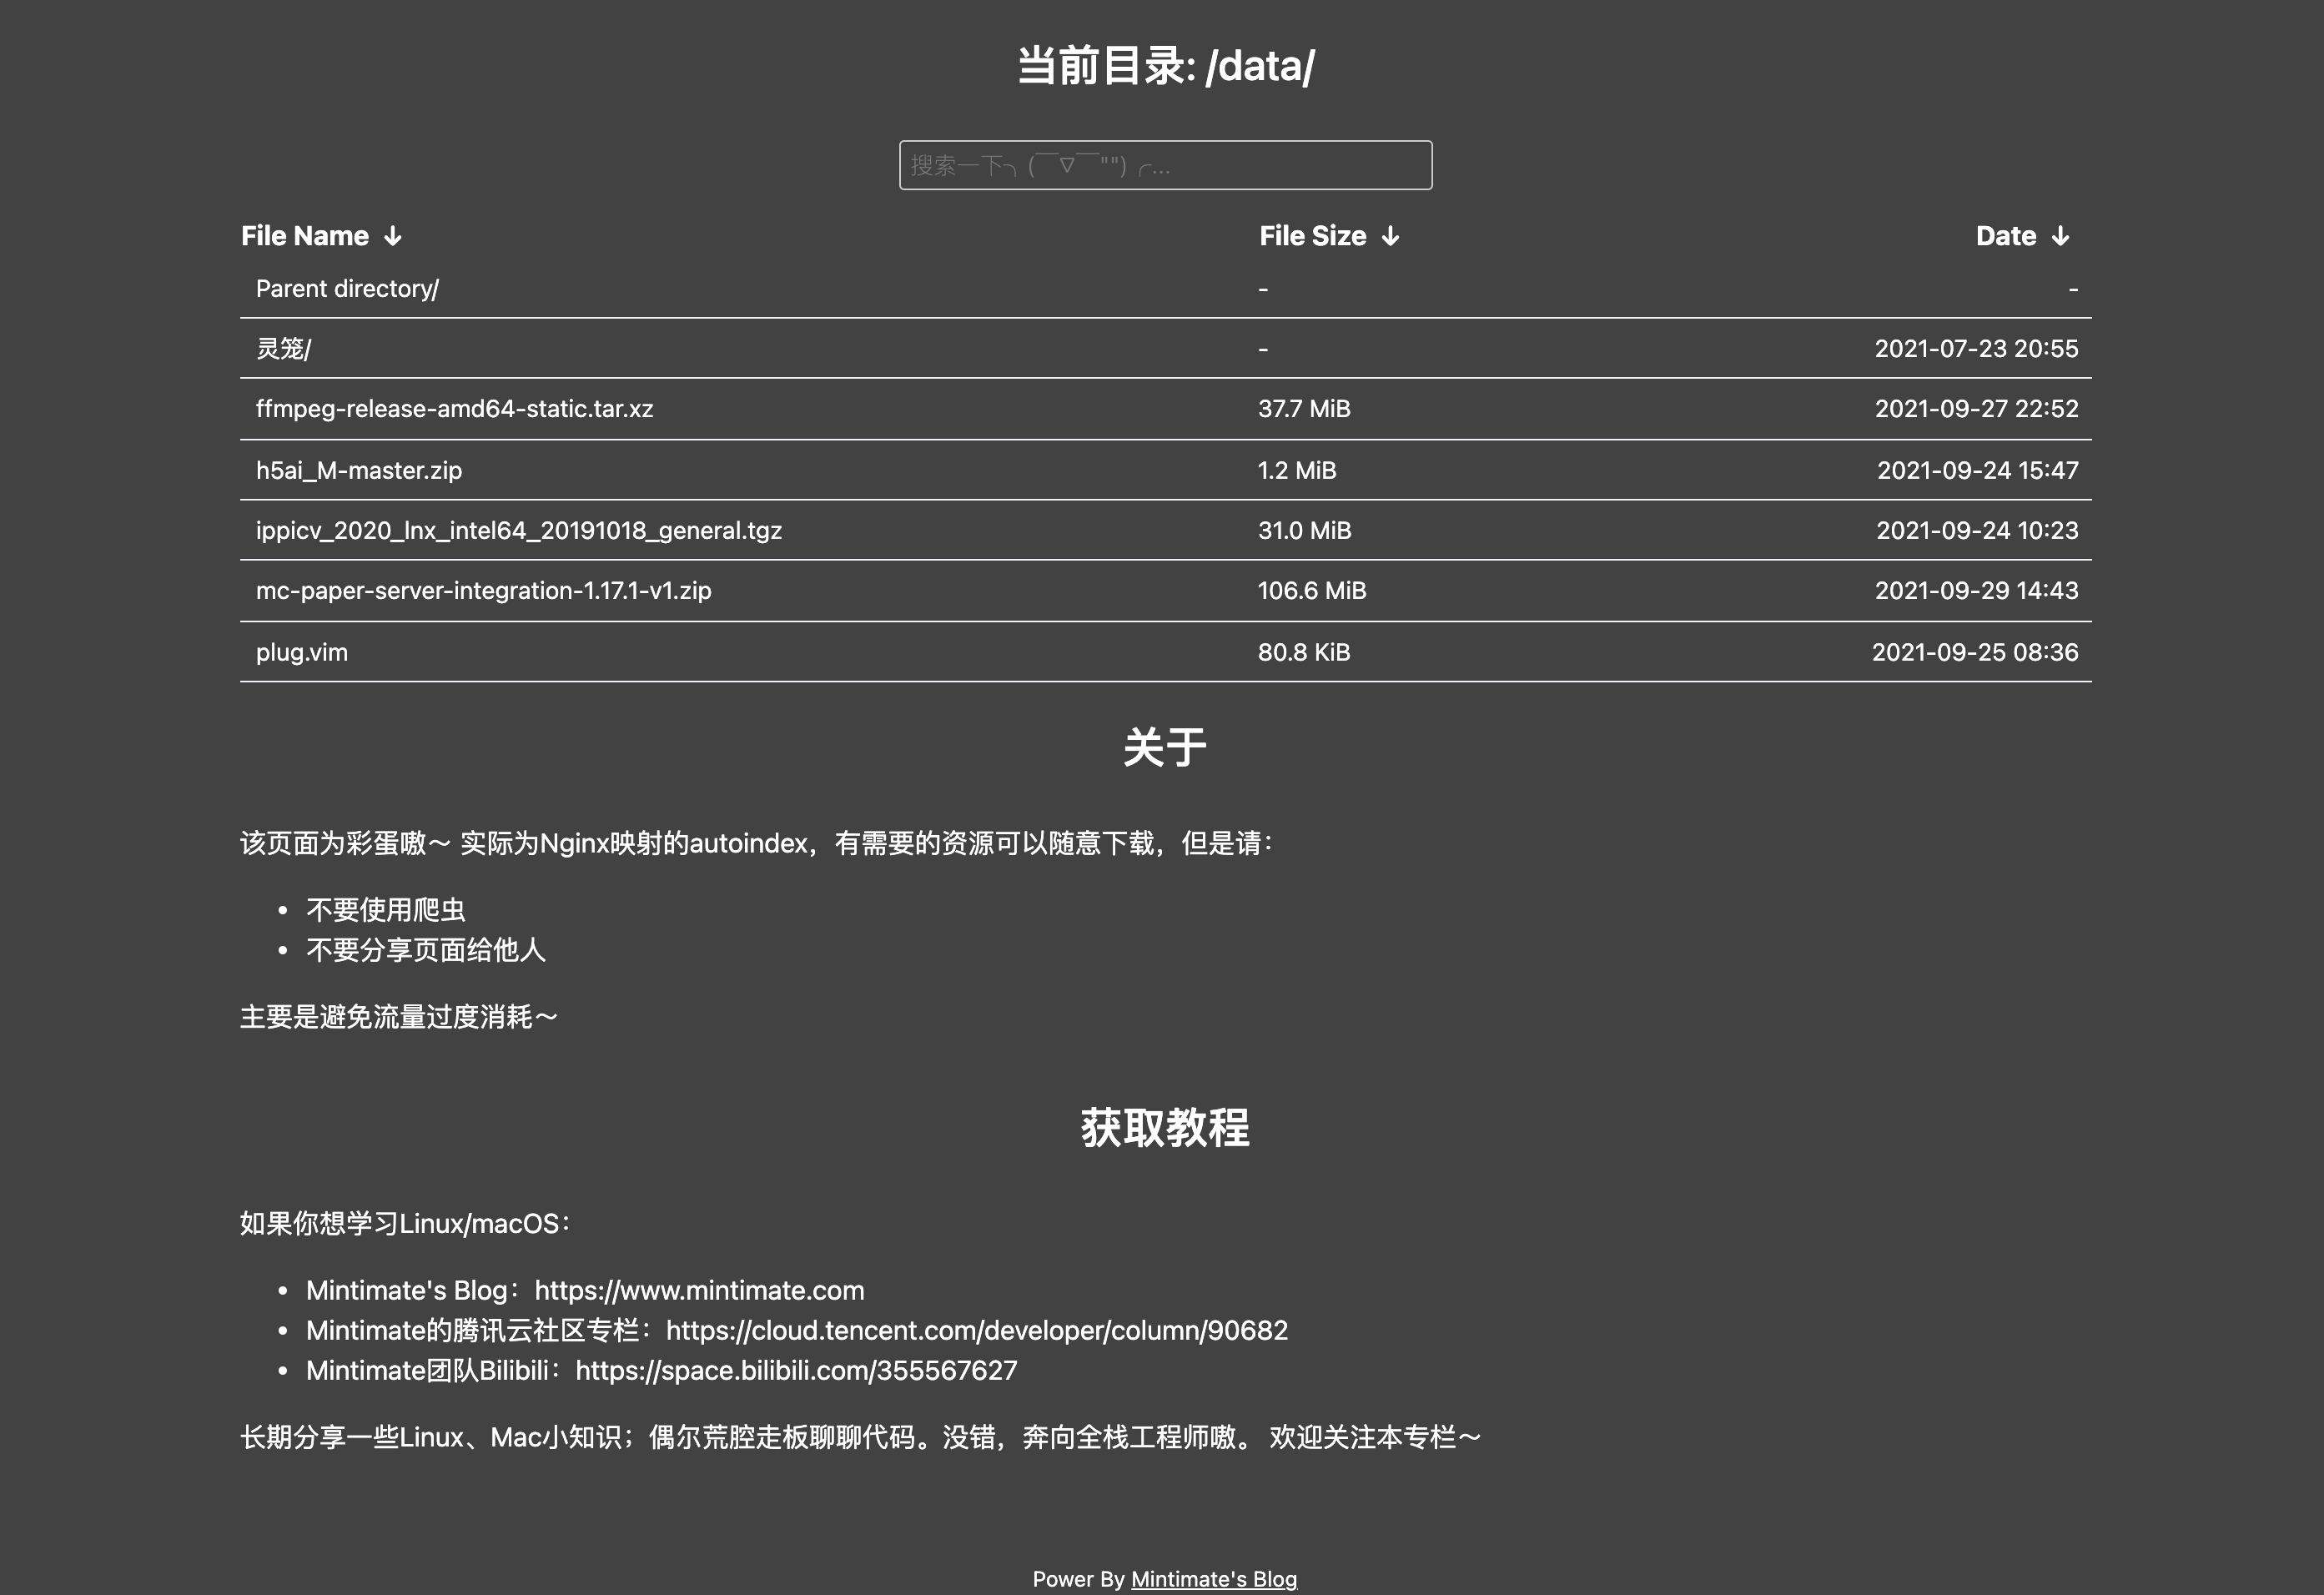 当前目录: /data/
搜索一下╮(￣▽￣"")╭...
File Name ↓ File Size ↓ Date ↓
Parent directory/ - -
灵笼/ - 2021-07-23 20:55
ffmpeg-release-amd64-static.tar.xz 37.7 MiB 2021-09-27 22:52
h5ai_M-master.zip 1.2 MiB 2021-09-24 15:47
ippicv_2020_lnx_intel64_20191018_general.tgz 31.0 MiB 2021-09-24 10:23
mc-paper-server-integration-1.17.1-v1.zip 106.6 MiB 2021-09-29 14:43
plug.vim 80.8 KiB 2021-09-25 08:36
关于
该页面为彩蛋嗷～ 实际为Nginx映射的autoindex，有需要的资源可以随意下载，但是请：
• 不要使用爬虫
• 不要分享页面给他人
主要是避免流量过度消耗～
获取教程
如果你想学习Linux/macOS：
• Mintimate's Blog：https://www.mintimate.com
• Mintimate的腾讯云社区专栏：https://cloud.tencent.com/developer/column/90682
• Mintimate团队Bilibili：https://space.bilibili.com/355567627
长期分享一些Linux、Mac小知识；偶尔荒腔走板聊聊代码。没错，奔向全栈工程师嗷。 欢迎关注本专栏～
Power By Mintimate's Blog